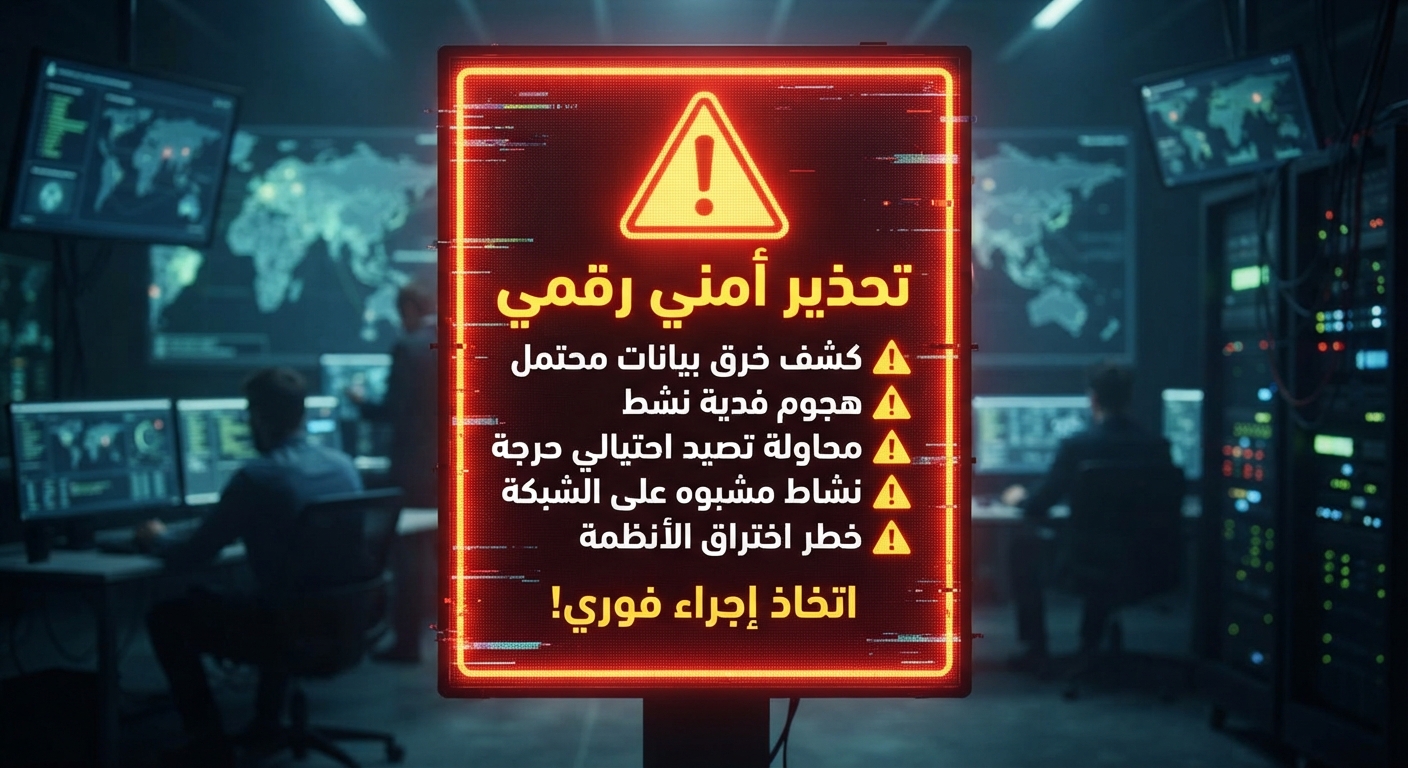 تحذير أمني رقمي
كشف خرق بيانات محتمل
هجوم فدية نشط
محاولة تصيد احتيالي حرجة
نشاط مشبوه على الشبكة
خطر اختراق الأنظمة
اتخاذ إجراء فوري!